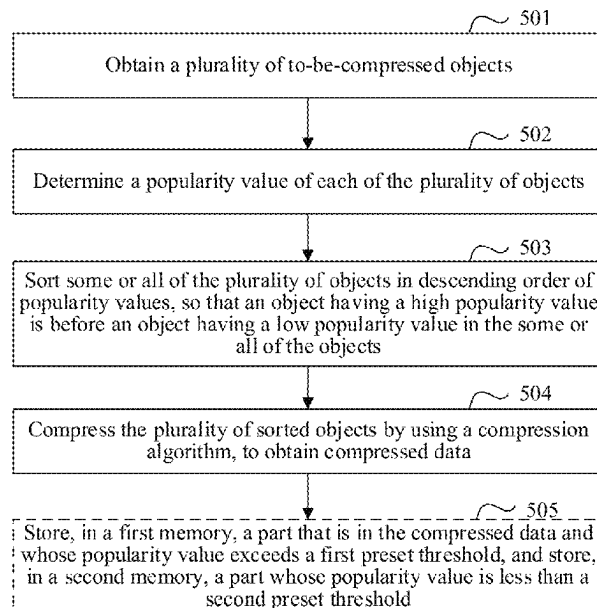 501
Obtain a plurality of to-be-compressed objects
502
Determine a popularity value of each of the plurality of objects
503
Sort some or all of the plurality of objects in descending order of
popularity values, so that an object having a high popularity value
is before an object having a low popularity value in the some or
all of the objects
504
Compress the plurality of sorted objects by using a compression
algorithm, to obtain compressed data
505
Store, in a first memory, a part that is in the compressed data and
whose popularity value exceeds a first preset threshold, and store,
in a second memory, a part whose popularity value is less than a
second preset threshold